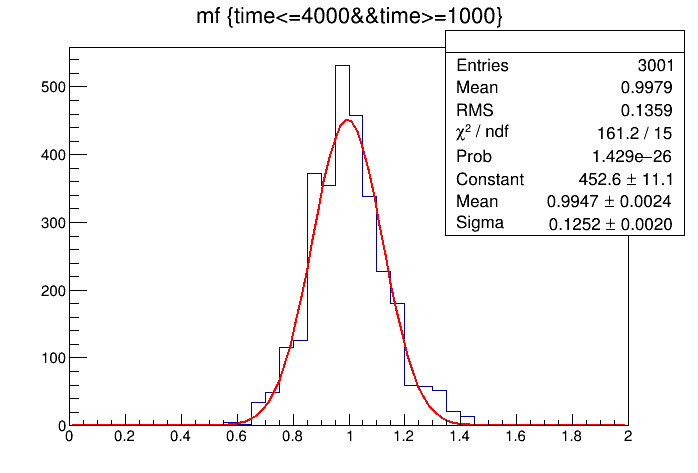 mf {time<=4000&&time>=1000}
Entries 3001
Mean 0.9979
RMS 0.1359
χ² / ndf 161.2 / 15
Prob 1.429e−26
Constant 452.6 ± 11.1
Mean 0.9947 ± 0.0024
Sigma 0.1252 ± 0.0020
500
400
300
200
100
0
0 0.2 0.4 0.6 0.8 1 1.2 1.4 1.6 1.8 2